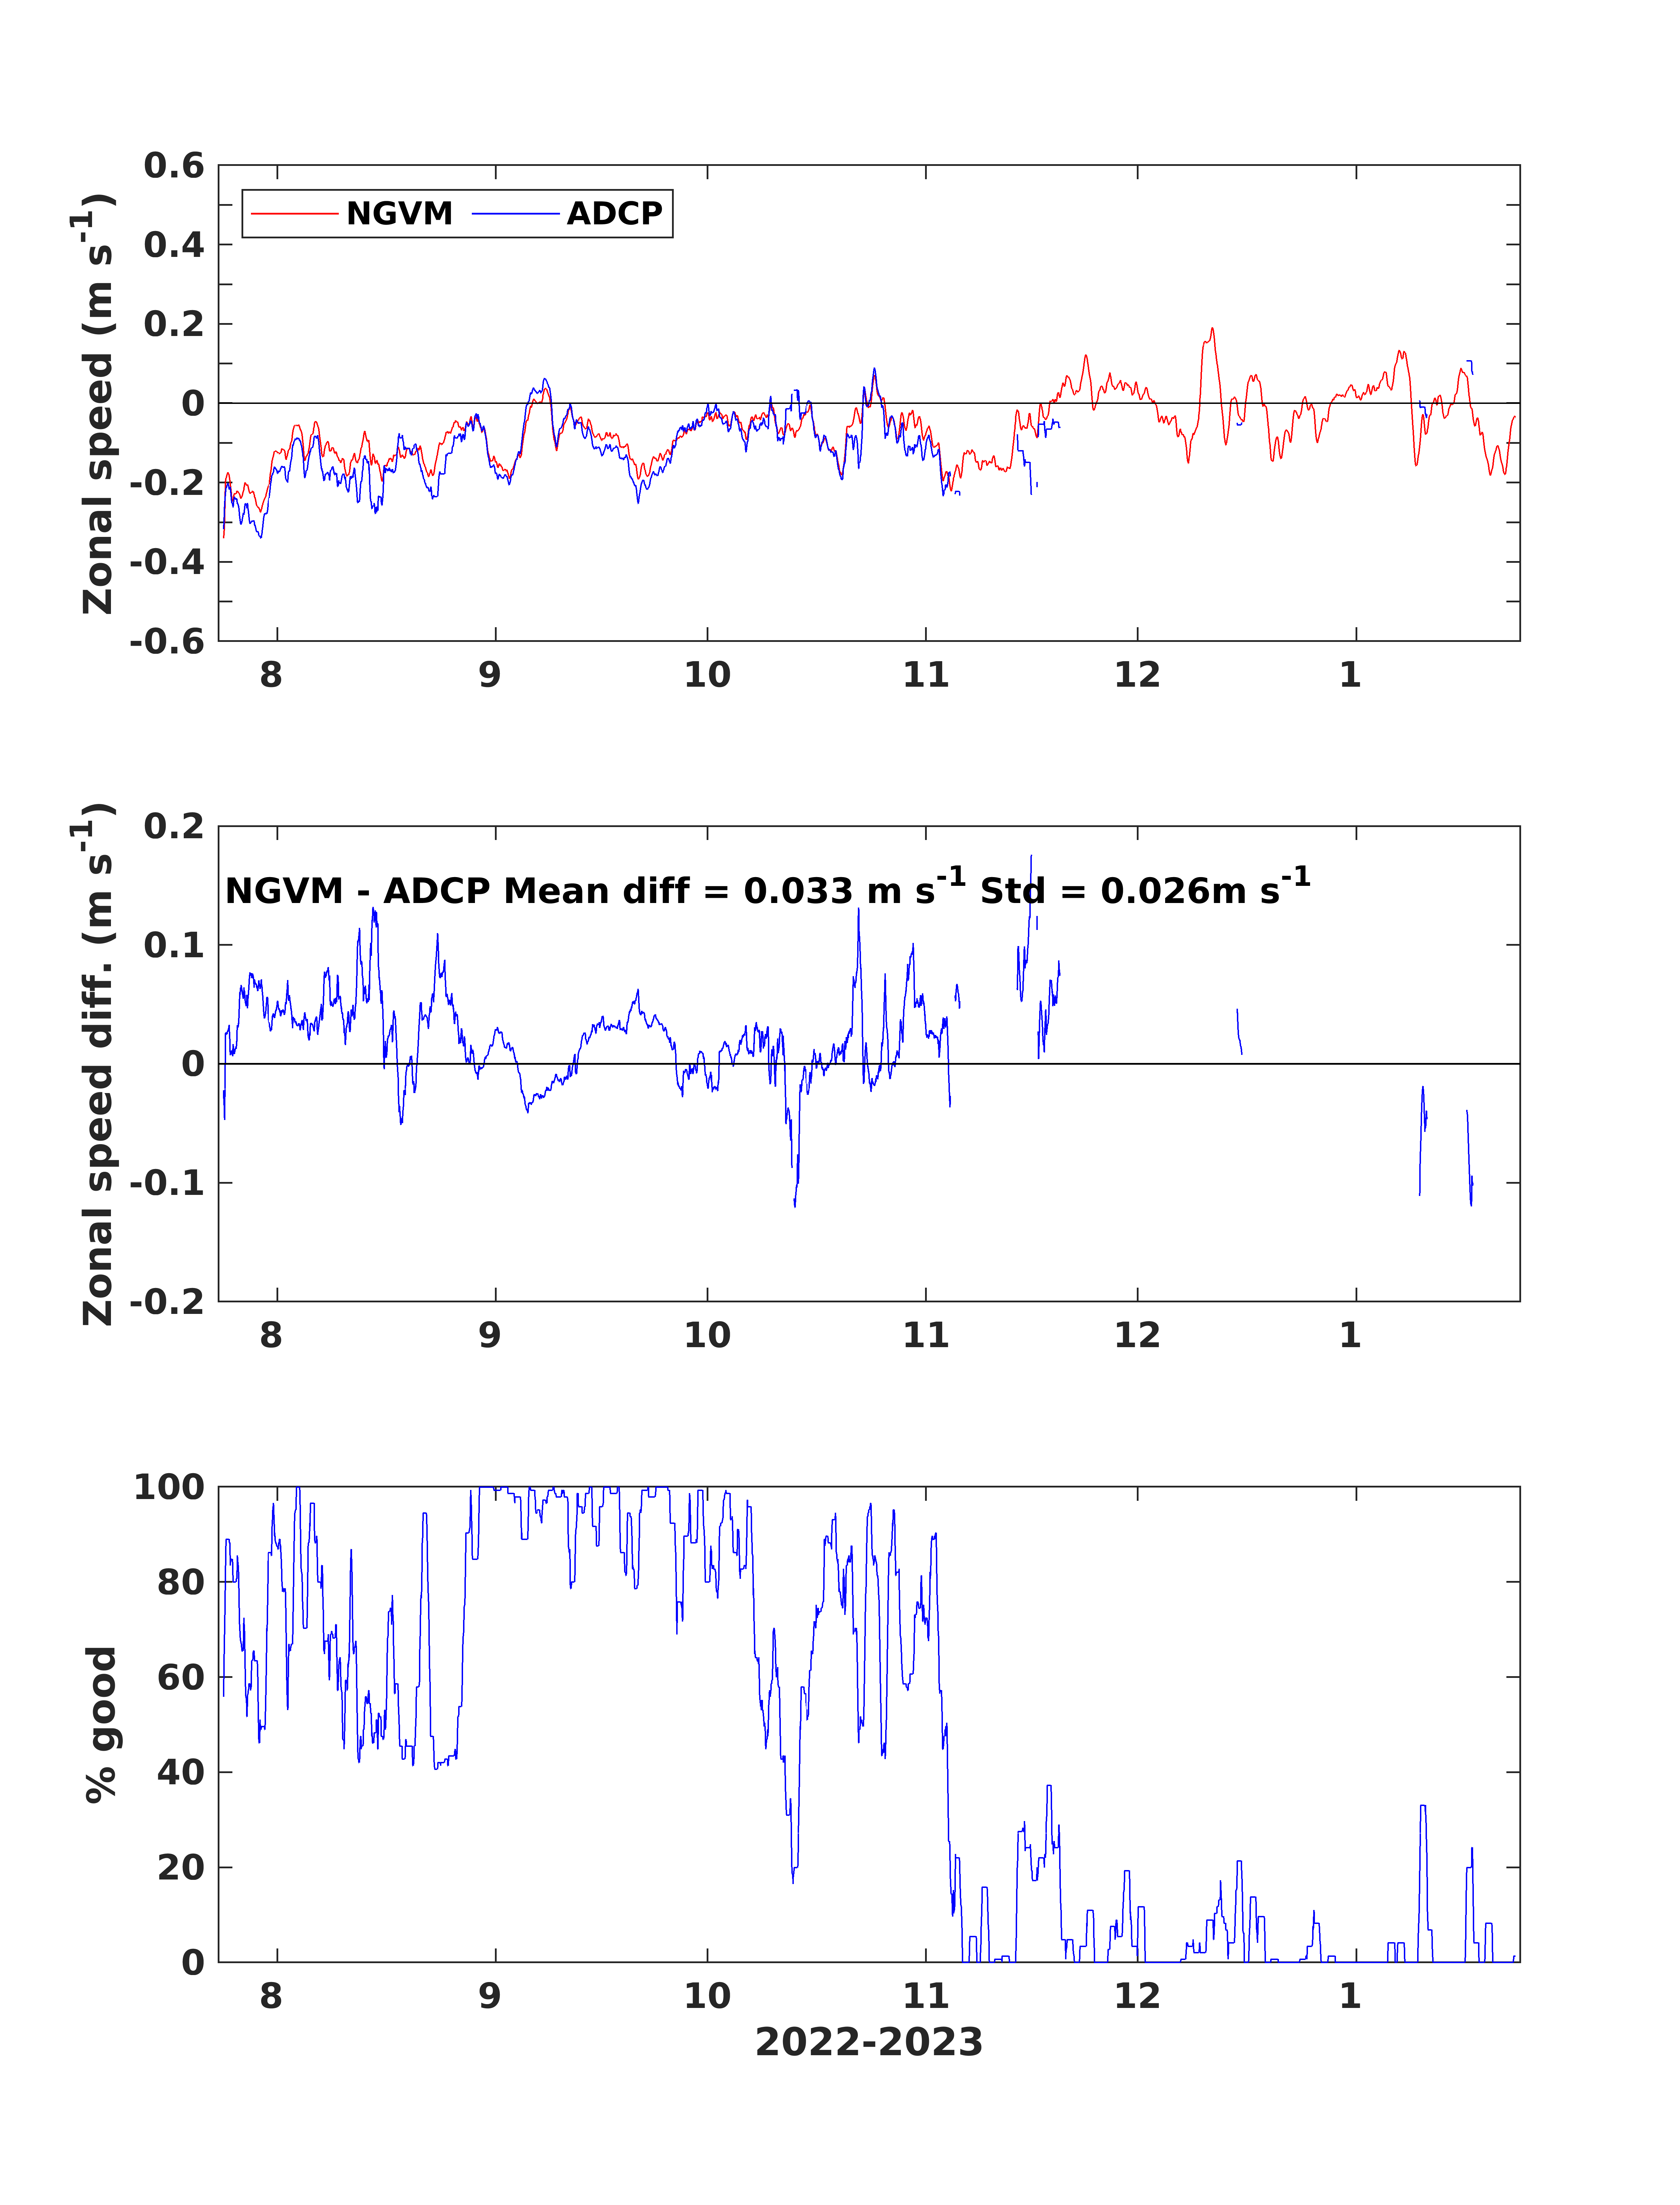 Zonal speed (m s-1)
0.6
0.4
0.2
0
-0.2
-0.4
-0.6
NGVM ADCP
8 9 10 11 12 1
Zonal speed diff. (m s-1)
0.2
0.1
0
-0.1
-0.2
NGVM - ADCP Mean diff = 0.033 m s-1 Std = 0.026m s-1
8 9 10 11 12 1
% good
100
80
60
40
20
0
8 9 10 11 12 1
2022-2023